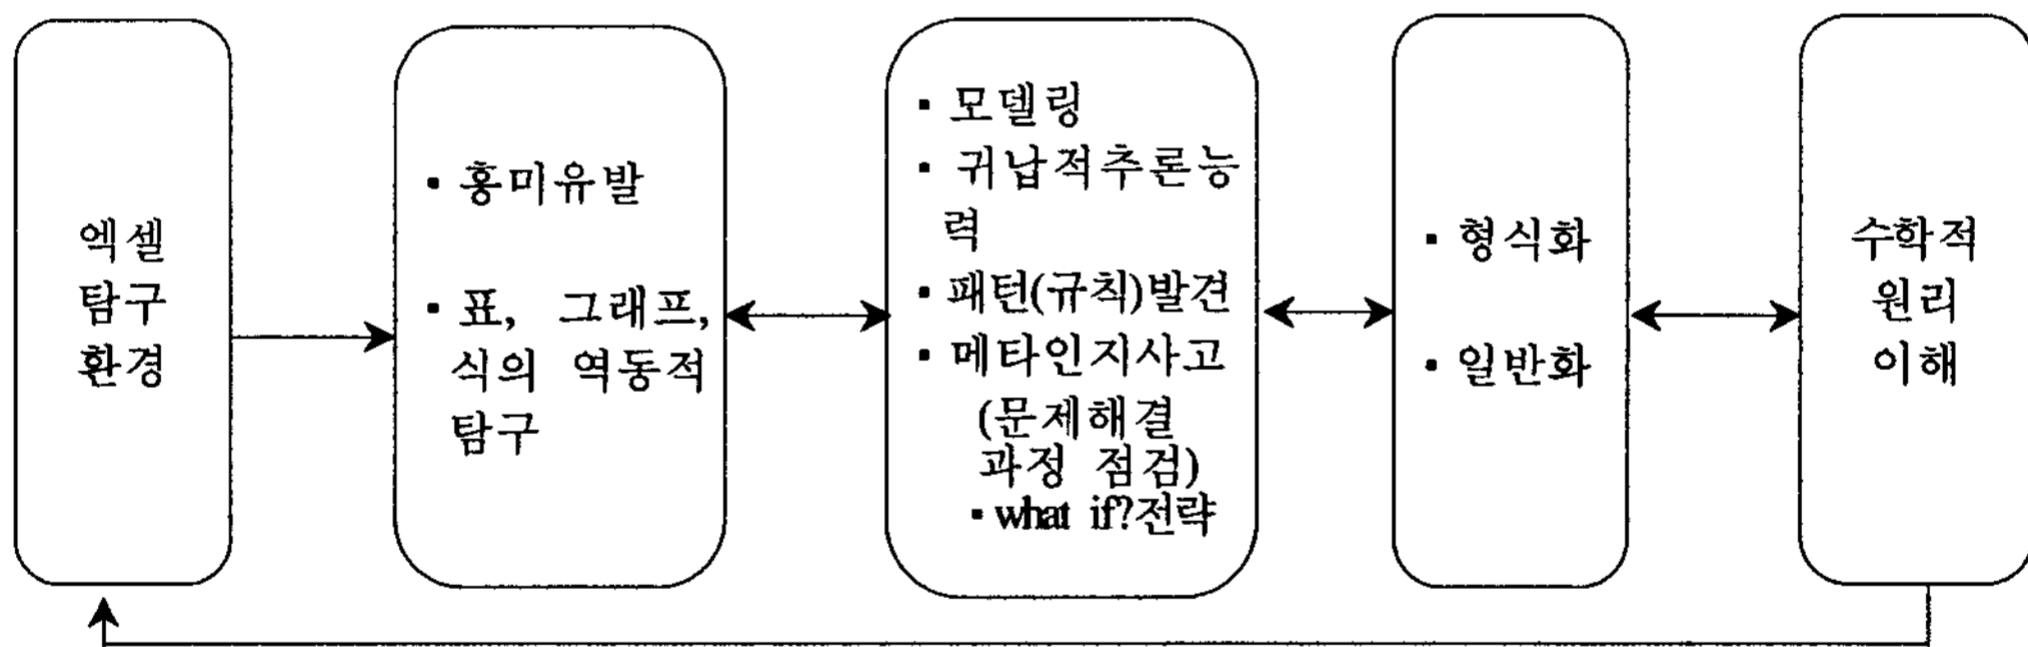 엑셀
탐구
환경
▪ 흥미유발
▪ 표, 그래프,
식의 역동적
탐구
▪ 모델링
▪ 귀납적추론능
력
▪ 패턴(규칙)발견
▪ 메타인지사고
(문제해결
과정 점검)
▪ what if?전략
▪ 형식화
▪ 일반화
수학적
원리
이해